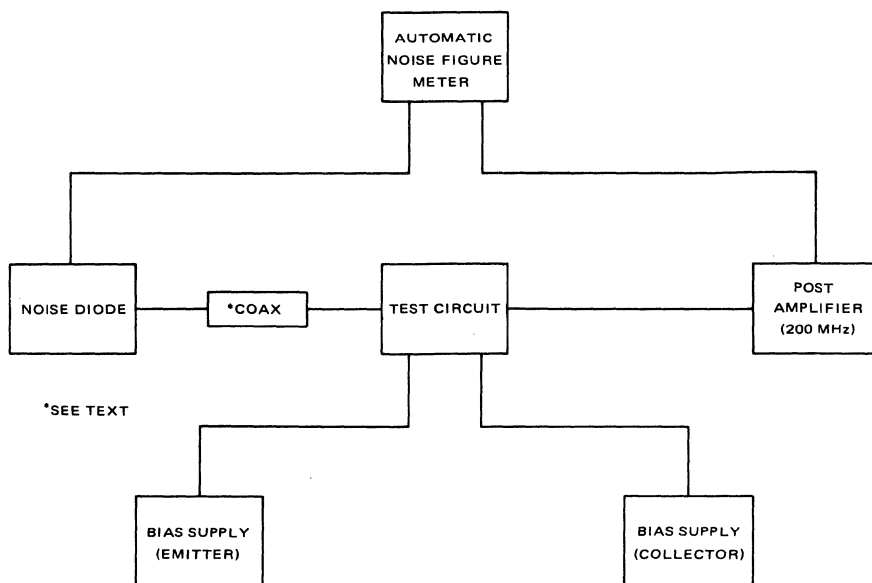 AUTOMATIC
NOISE FIGURE
METER
NOISE DIODE
*COAX
TEST CIRCUIT
POST
AMPLIFIER
(200 MHz)
*SEE TEXT
BIAS SUPPLY
(EMITTER)
BIAS SUPPLY
(COLLECTOR)